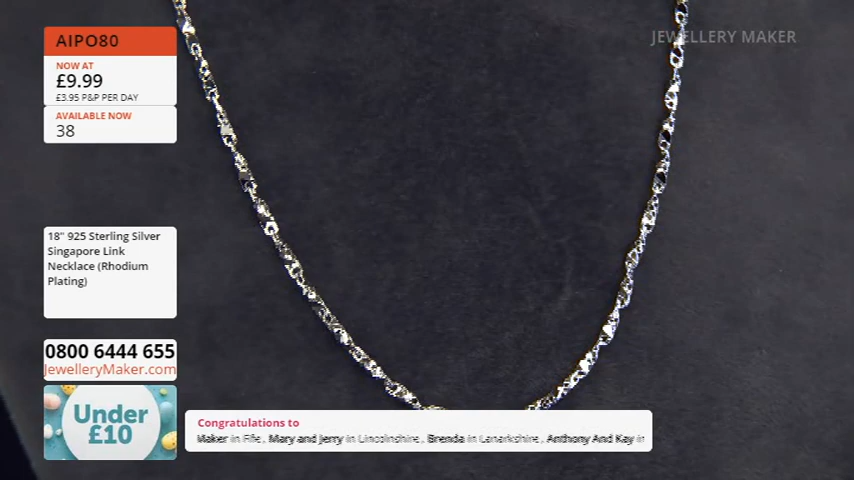 AIPO80
JEWELLERY MAKER
NOW AT
£9.99
£3.95 P&P PER DAY
AVAILABLE NOW
38
18" 925 Sterling Silver
Singapore Link
Necklace (Rhodium
Plating)
0800 6444 655
JewelleryMaker.com
Under
£10
Congratulations to
Maker in Fife, Mary and Jerry in Lincolnshire, Brenda in Lanarkshire, Anthony And Kay in